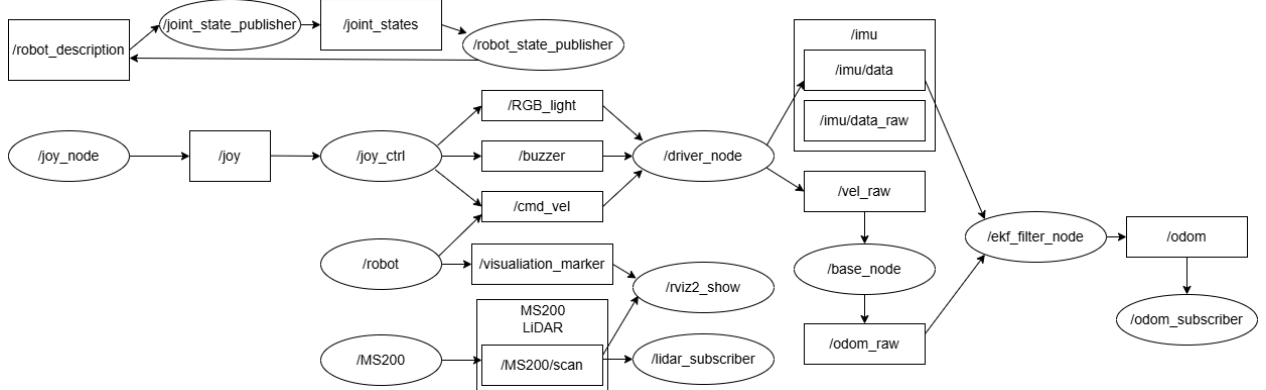 /robot_description
/joint_state_publisher
/joint_states
/robot_state_publisher
/joy_node
/joy
/joy_ctrl
/RGB_light
/buzzer
/cmd_vel
/driver_node
/imu
/imu/data
/imu/data_raw
/vel_raw
/base_node
/odom_raw
/ekf_filter_node
/odom
/odom_subscriber
/robot
/visualiation_marker
/rviz2_show
/MS200
MS200
LiDAR
/MS200/scan
/lidar_subscriber